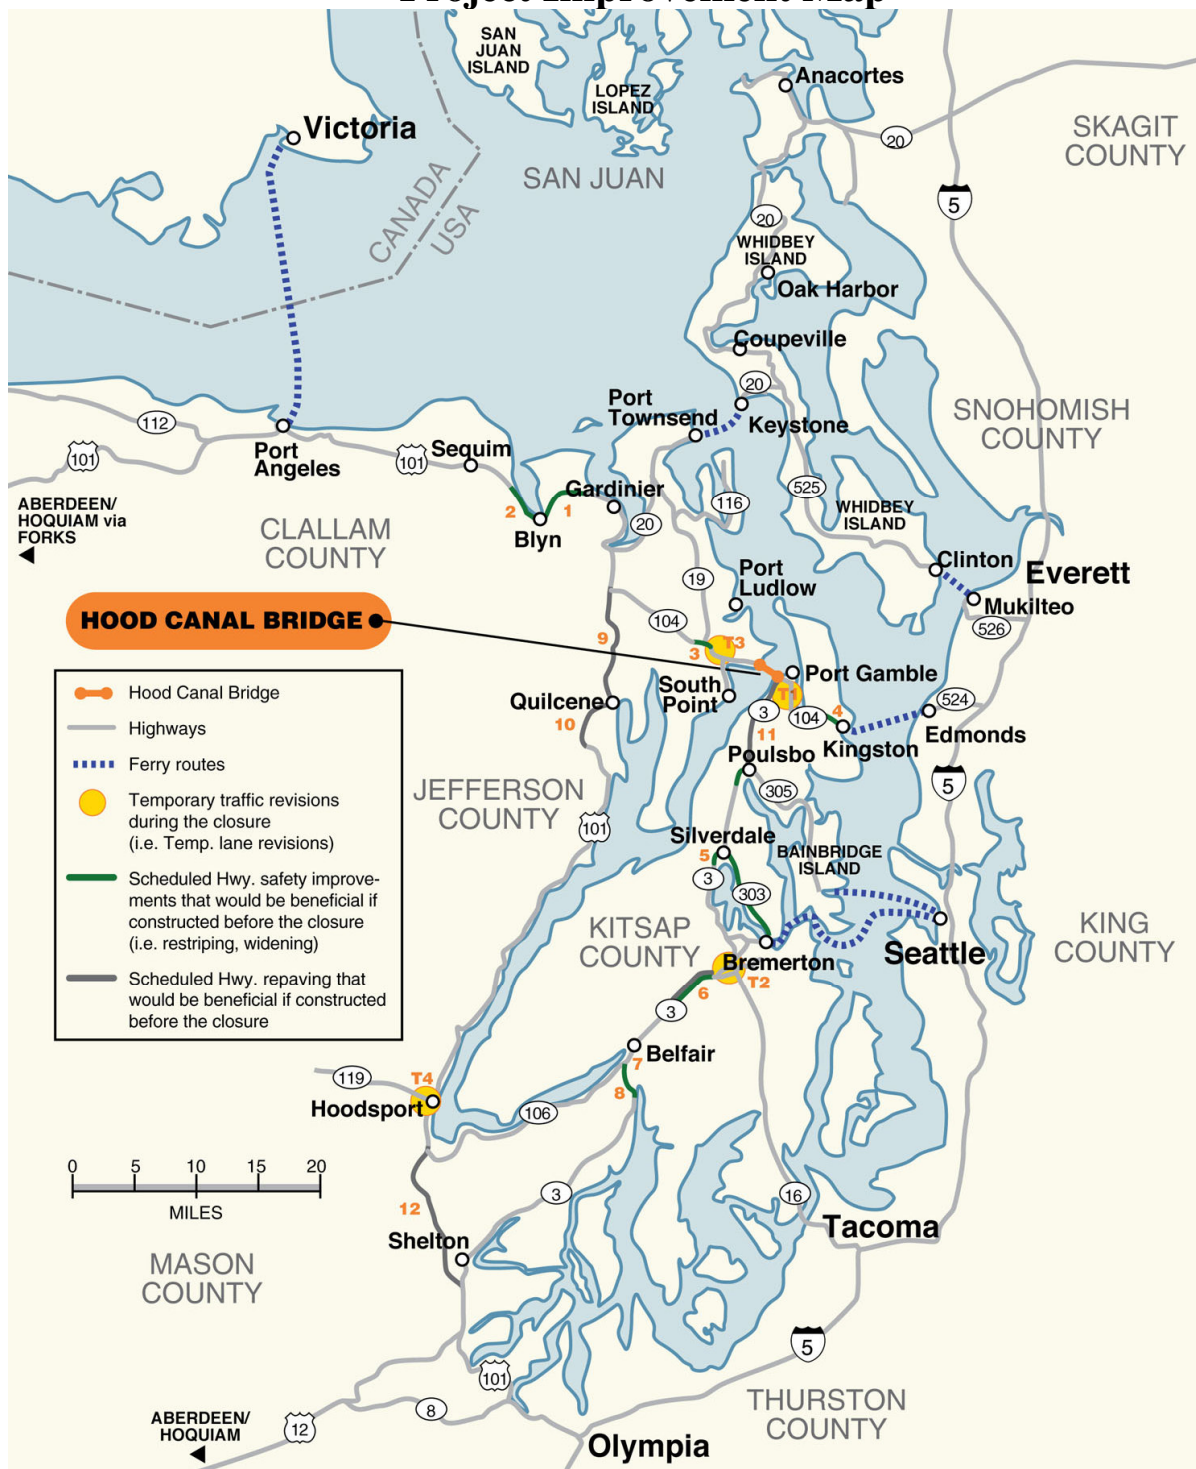 Project Improvement Map
SAN
JUAN
ISLAND
LOPEZ
ISLAND
Anacortes
Victoria
20
SKAGIT
COUNTY
SAN JUAN
CANADA
USA
5
20
WHIDBEY
ISLAND
Oak Harbor
Coupeville
20
Port
Townsend
Keystone
SNOHOMISH
COUNTY
112
101
Port
Angeles
101
Sequim
Gardinier
2
1
Blyn
20
116
525
WHIDBEY
ISLAND
ABERDEEN/
HOQUIAM via
FORKS
CLALLAM
COUNTY
Clinton
Everett
Mukilteo
526
Port
Ludlow
19
104
HOOD CANAL BRIDGE
9
3
T3
Port Gamble
South
Point
T1
3
104
4
11
524
Edmonds
Kingston
Quilcene
10
Poulsbo
305
5
JEFFERSON
COUNTY
101
Silverdale
5
3
303
BAINBRIDGE
ISLAND
Hood Canal Bridge
Highways
Ferry routes
Temporary traffic revisions
during the closure
(i.e. Temp. lane revisions)
Scheduled Hwy. safety improve-
ments that would be beneficial if
constructed before the closure
(i.e. restriping, widening)
Scheduled Hwy. repaving that
would be beneficial if constructed
before the closure
KITSAP
COUNTY
Bremerton
Seattle
KING
COUNTY
T2
6
3
Belfair
7
8
119
T4
Hoodsport
106
0 5 10 15 20
MILES
12
3
16
Shelton
Tacoma
MASON
COUNTY
5
101
THURSTON
COUNTY
8
ABERDEEN/
HOQUIAM
12
Olympia